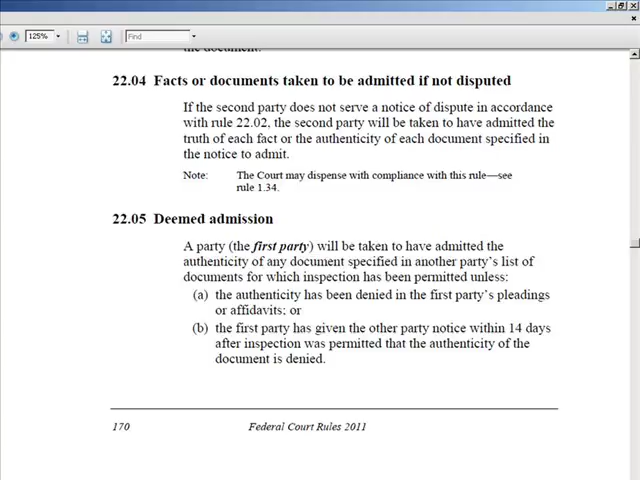 125%
Find
the document.
22.04 Facts or documents taken to be admitted if not disputed
If the second party does not serve a notice of dispute in accordance
with rule 22.02, the second party will be taken to have admitted the
truth of each fact or the authenticity of each document specified in
the notice to admit.
Note: The Court may dispense with compliance with this rule—see
rule 1.34.
22.05 Deemed admission
A party (the first party) will be taken to have admitted the
authenticity of any document specified in another party's list of
documents for which inspection has been permitted unless:
(a) the authenticity has been denied in the first party's pleadings
or affidavits; or
(b) the first party has given the other party notice within 14 days
after inspection was permitted that the authenticity of the
document is denied.
170 Federal Court Rules 2011